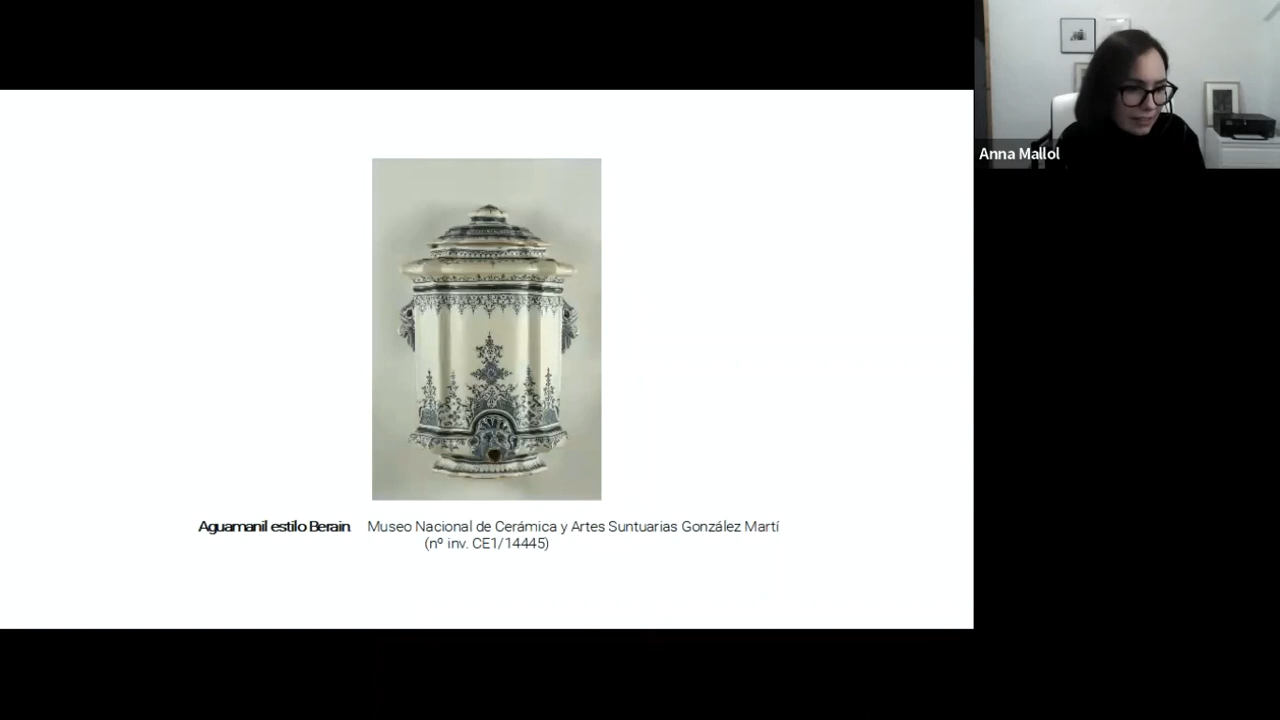 Anna Mallol
Aguamanil estilo Berain Museo Nacional de Cerámica y Artes Suntuarias González Martí
(nº inv. CE1/14445)